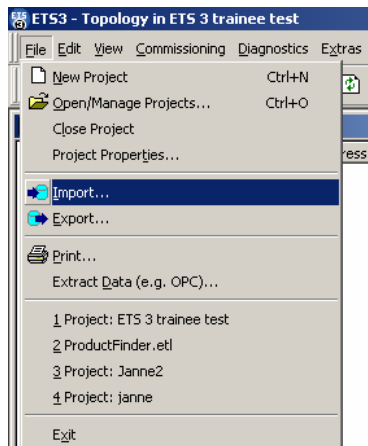 ETS3 - Topology in ETS 3 trainee test
File Edit View Commissioning Diagnostics Extras
New Project Ctrl+N
Open/Manage Projects... Ctrl+O
Close Project
Project Properties...
ress
Import...
Export...
Print...
Extract Data (e.g. OPC)...
1 Project: ETS 3 trainee test
2 ProductFinder.etl
3 Project: Janne2
4 Project: janne
Exit